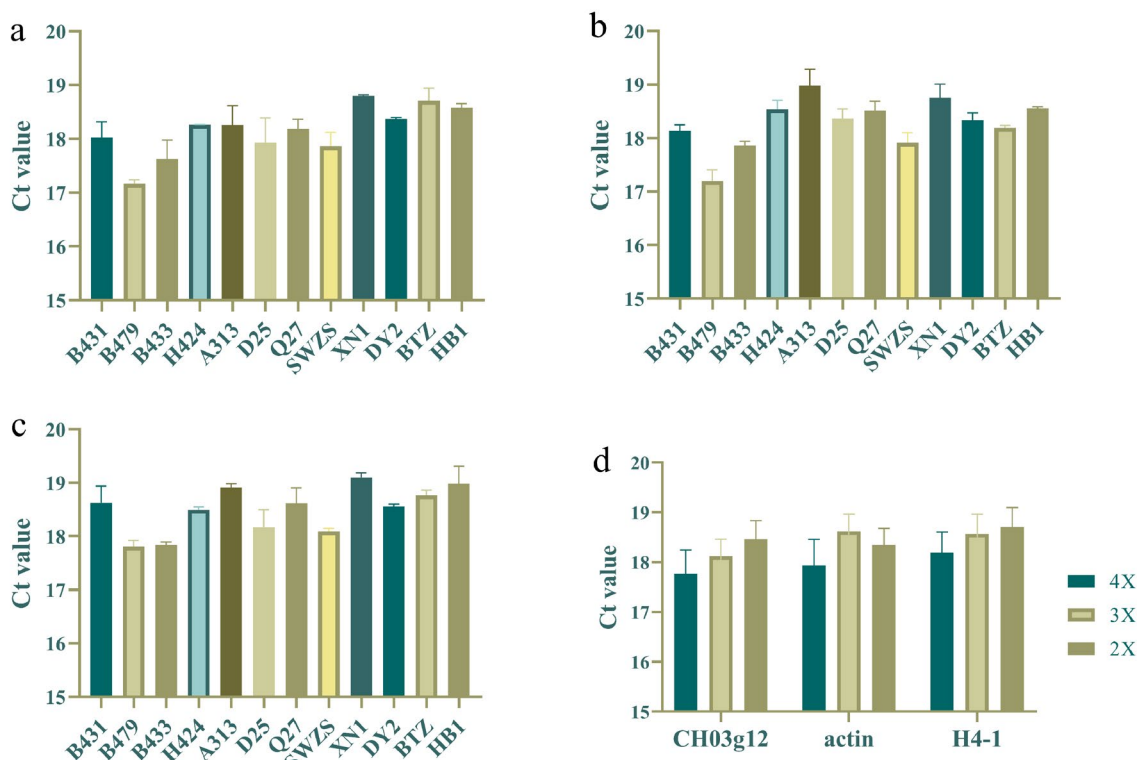 a
20
19
18
17
16
15
Ct value
B431 B479 B433 H424 A313 D25 Q27 SWZS XN1 DY2 BTZ HB1
b
20
19
18
17
16
15
Ct value
B431 B479 B433 H424 A313 D25 Q27 SWZS XN1 DY2 BTZ HB1
c
20
19
18
17
16
15
Ct value
B431 B479 B433 H424 A313 D25 Q27 SWZS XN1 DY2 BTZ HB1
d
20
19
18
17
16
15
Ct value
CH03g12 actin H4-1
4X
3X
2X